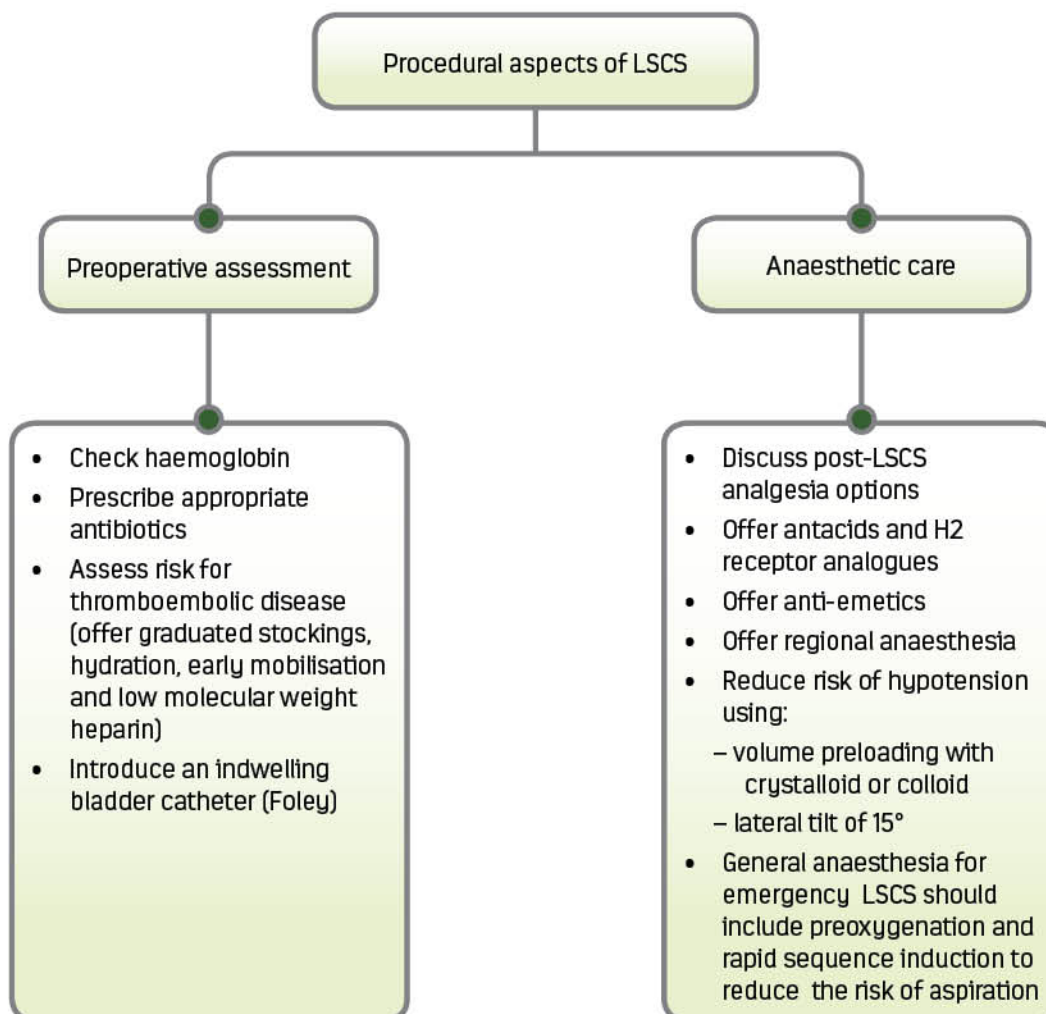 Procedural aspects of LSCS
Preoperative assessment
• Check haemoglobin
• Prescribe appropriate
antibiotics
• Assess risk for
thromboembolic disease
(offer graduated stockings,
hydration, early mobilisation
and low molecular weight
heparin)
• Introduce an indwelling
bladder catheter (Foley)
Anaesthetic care
• Discuss post-LSCS
analgesia options
• Offer antacids and H2
receptor analogues
• Offer anti-emetics
• Offer regional anaesthesia
• Reduce risk of hypotension
using:
– volume preloading with
crystalloid or colloid
– lateral tilt of 15°
• General anaesthesia for
emergency LSCS should
include preoxygenation and
rapid sequence induction to
reduce the risk of aspiration